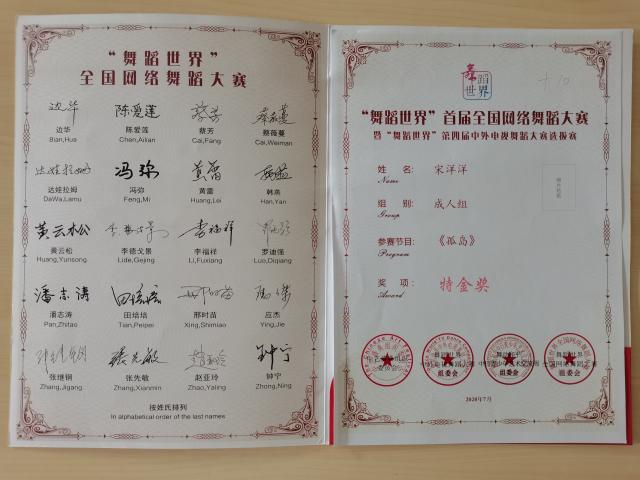 “舞蹈世界”
全国网络舞蹈大赛
边华 陈爱莲 蔡芳 蔡薇蔓
Bian,Hua Chen,Ailian Cai,Fang Cai,Weiman
达娃拉姆 冯弥 黄蕾 韩燕
DaWa,Lamu Feng,Mi Huang,Lei Han,Yan
黄云松 李德戈景 李福祥 罗迪强
Huang,Yunsong Lide,Gejing Li,Fuxiang Luo,Diqiang
潘志涛 田培培 邢时苗 应杰
Pan,Zhitao Tian,Peipei Xing,Shimiao Ying,Jie
张继钢 张先敏 赵亚玲 钟宁
Zhang,Jigang Zhang,Xianmin Zhao,Yaling Zhong,Ning
按姓氏排列
In alphabetical order of the last names
舞蹈
世界
“舞蹈世界”首届全国网络舞蹈大赛
暨“舞蹈世界”第四届中外电视舞蹈大赛选拔赛
姓 名: 宋洋洋
Name
组 别: 成人组
Group
参赛节目: 《孤岛》
Program
奖 项: 特金奖
Award
组委会 组委会 组委会
2020年7月